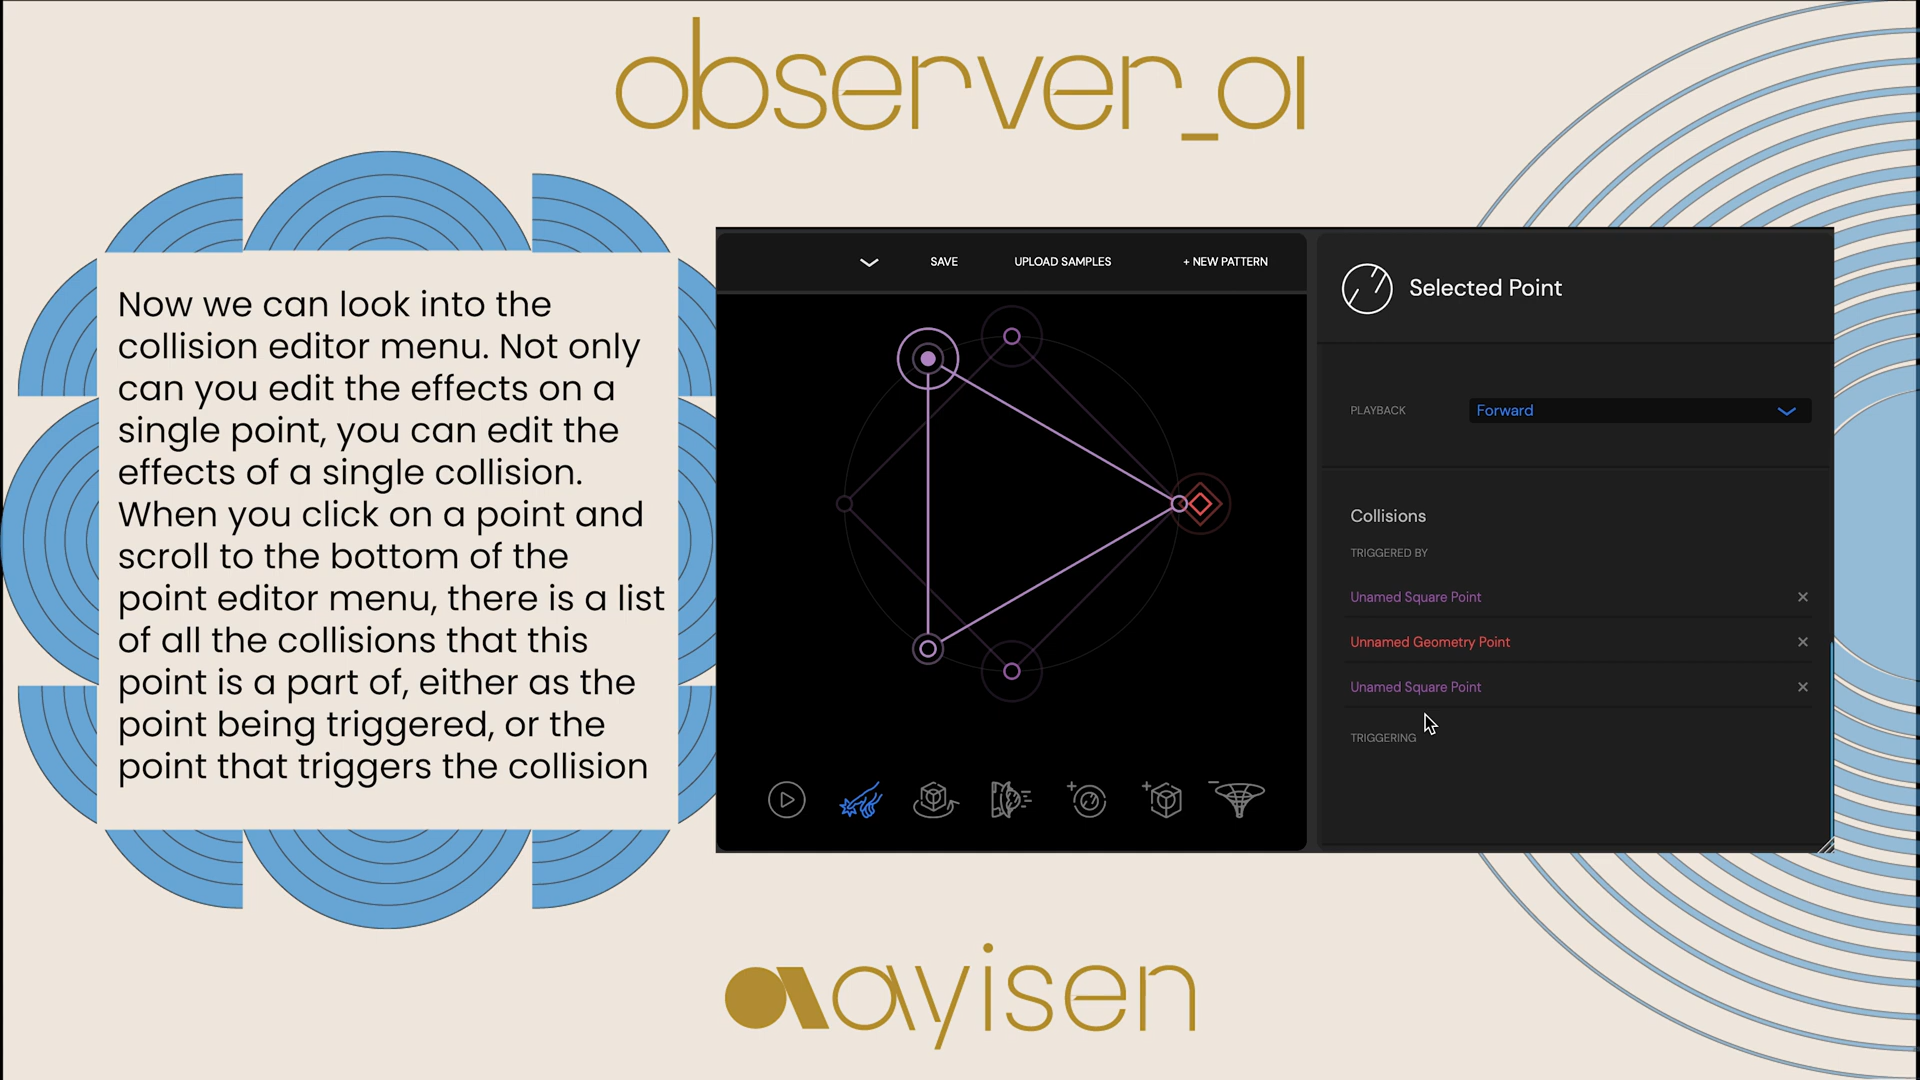 observer_ai
Now we can look into the
collision editor menu. Not only
can you edit the effects on a
single point, you can edit the
effects of a single collision.
When you click on a point and
scroll to the bottom of the
point editor menu, there is a list
of all the collisions that this
point is a part of, either as the
point being triggered, or the
point that triggers the collision
SAVE
UPLOAD SAMPLES
+ NEW PATTERN
Selected Point
PLAYBACK
Forward
Collisions
TRIGGERED BY
Unamed Square Point
Unnamed Geometry Point
Unamed Square Point
TRIGGERING
ayisen